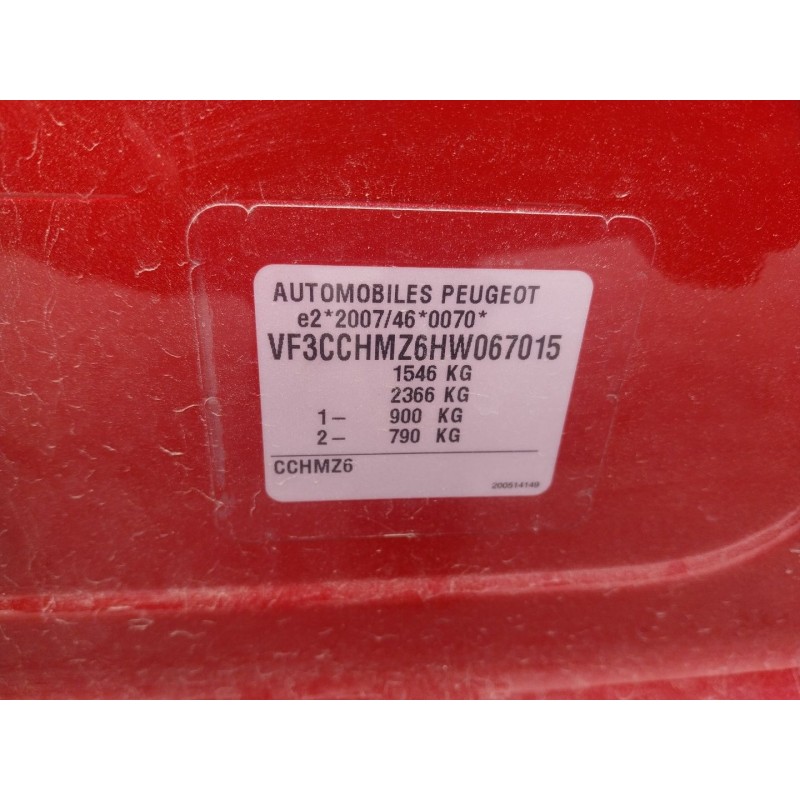 AUTOMOBILES PEUGEOT
e2*2007/46*0070*
VF3CCHMZ6HW067015
1546 KG
2366 KG
1- 900 KG
2- 790 KG
CCHMZ6
200514149